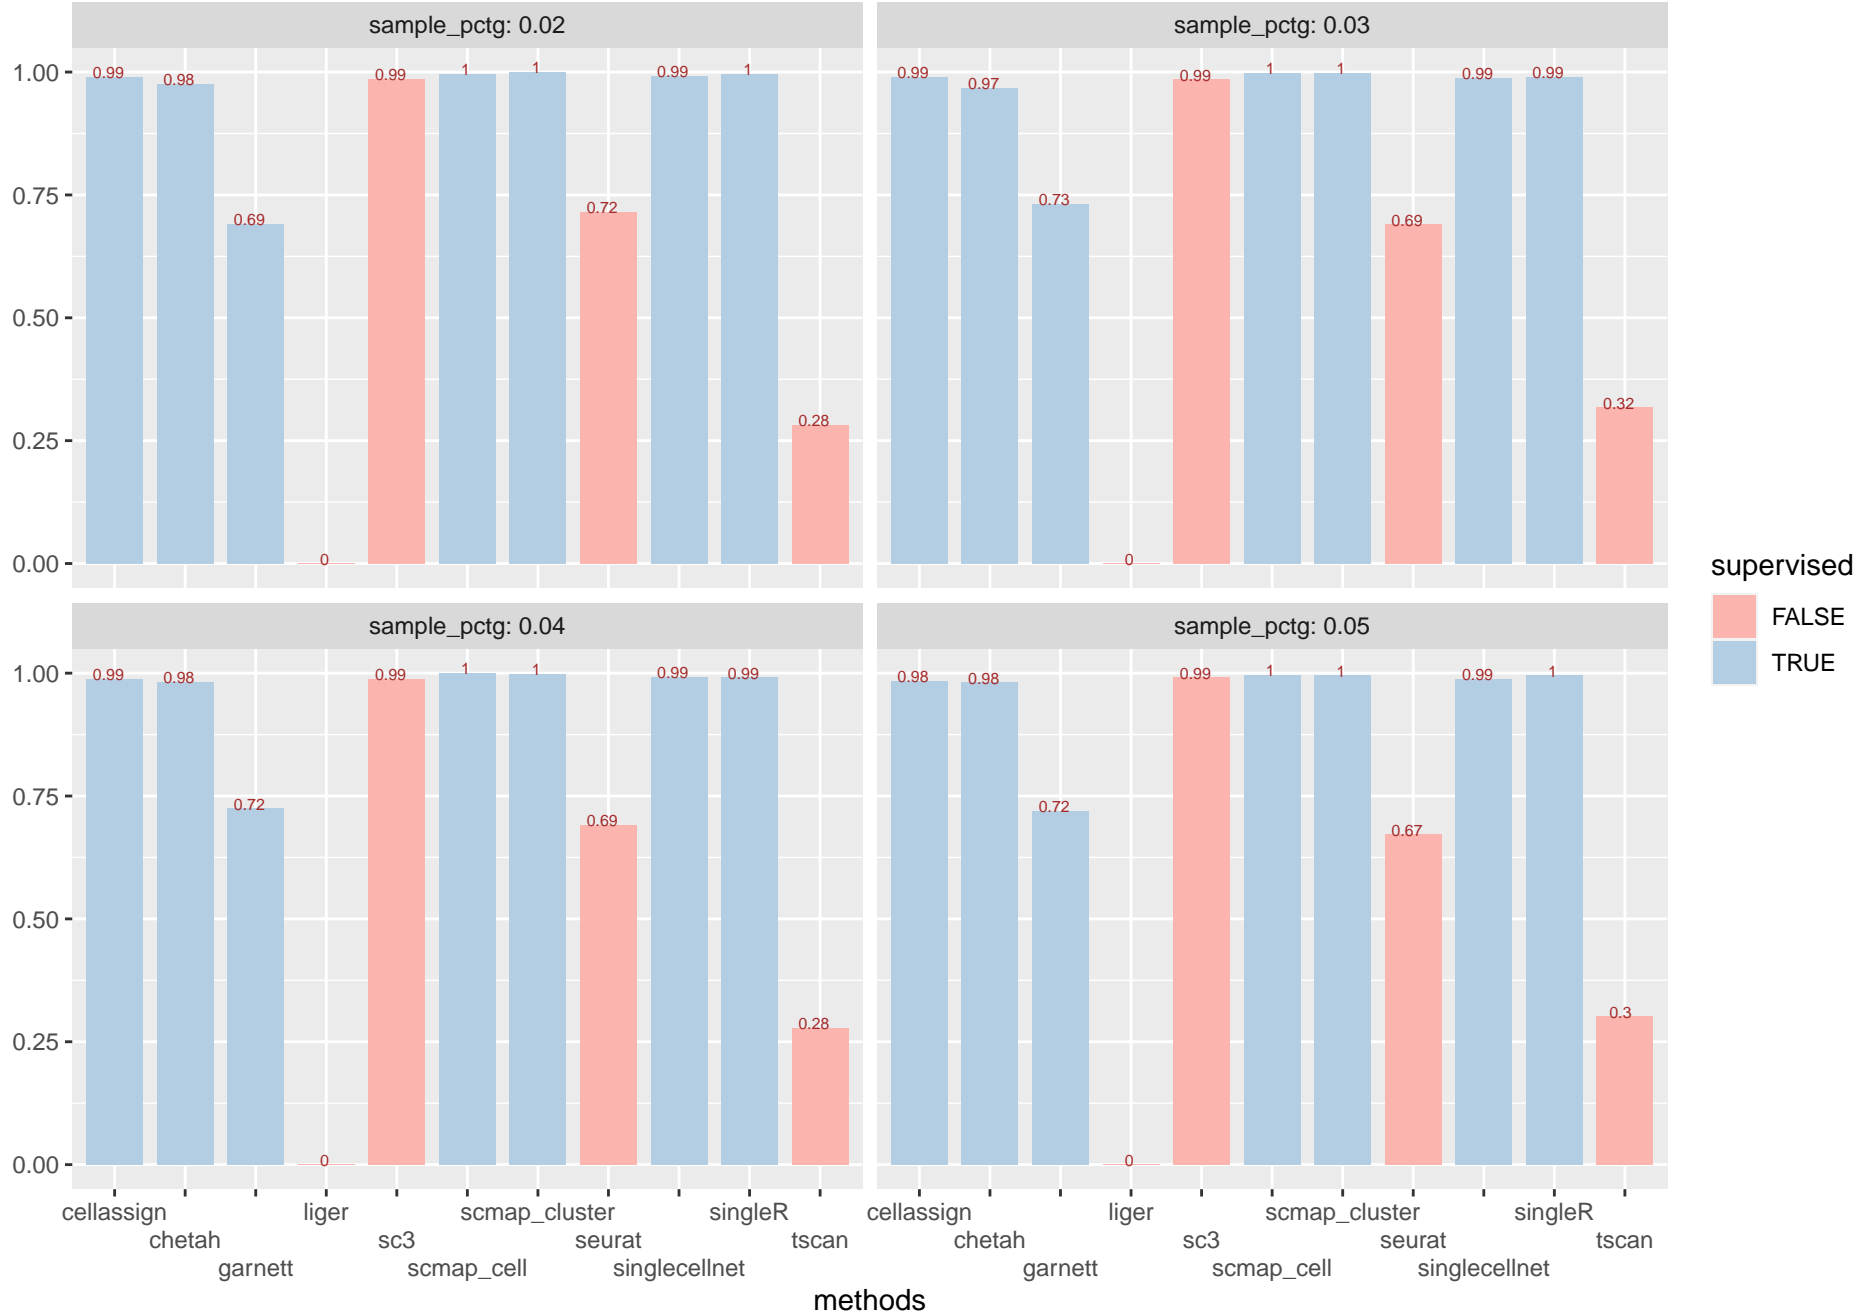 sample_pctg: 0.02
sample_pctg: 0.03
1.00
0.75
0.50
0.25
0.00
0.99 0.98 0.69 0 0.99 1 1 0.72 0.99 1 0.28
0.99 0.97 0.73 0 0.99 1 1 0.69 0.99 0.99 0.32
sample_pctg: 0.04
sample_pctg: 0.05
1.00
0.75
0.50
0.25
0.00
0.99 0.98 0.72 0 0.99 1 1 0.69 0.99 0.99 0.28
0.98 0.98 0.72 0 0.99 1 1 0.67 0.99 1 0.3
cellassign liger scmap_cluster singleR
chetah sc3 seurat tscan
garnett scmap_cell singlecellnet
cellassign liger scmap_cluster singleR
chetah sc3 seurat tscan
garnett scmap_cell singlecellnet
methods
supervised
FALSE
TRUE